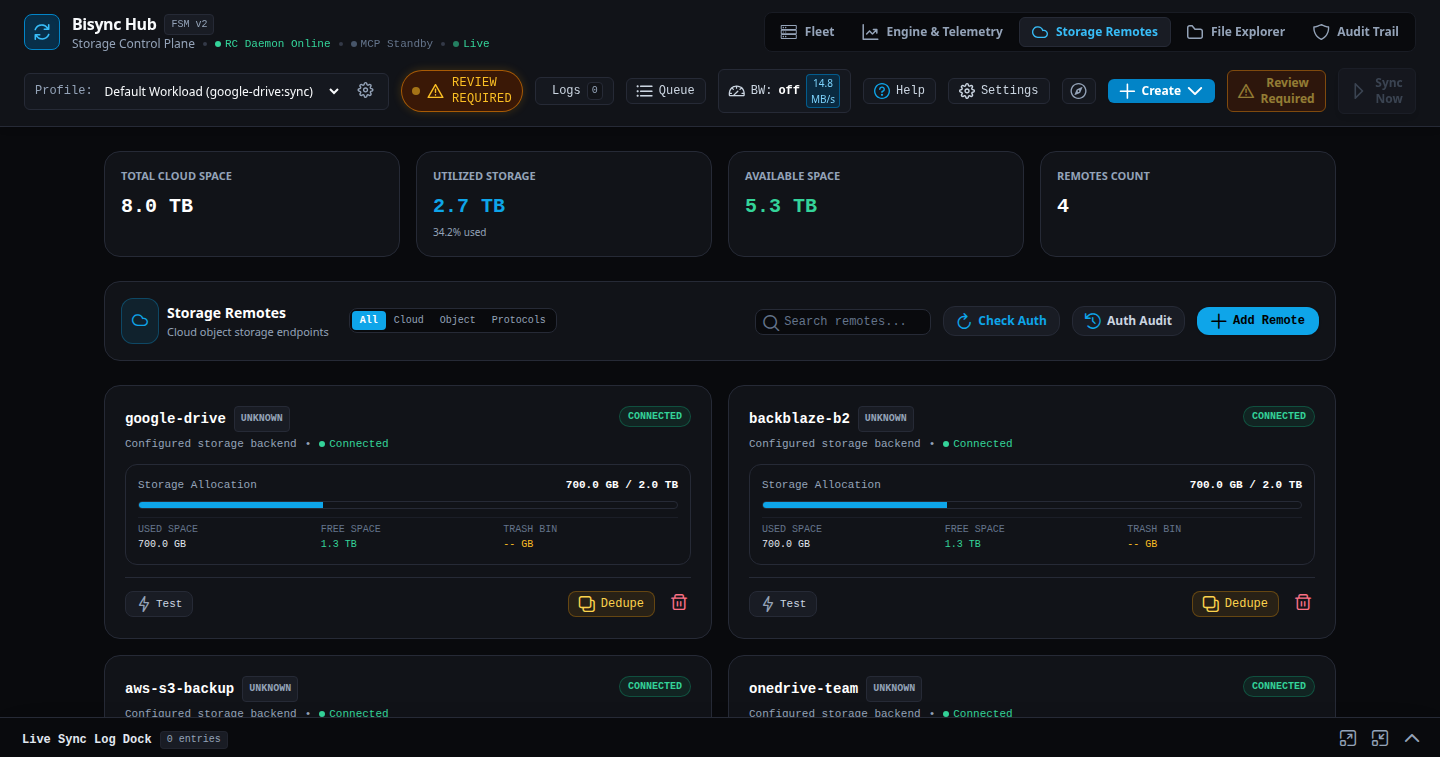 Bisync Hub FSM v2
Storage Control Plane • RC Daemon Online • MCP Standby • Live
Fleet
Engine & Telemetry
Storage Remotes
File Explorer
Audit Trail
Profile: Default Workload (google-drive:sync)
REVIEW
REQUIRED
Logs 0
Queue
BW: off
14.8
MB/s
Help
Settings
Create
Review
Required
Sync
Now
TOTAL CLOUD SPACE
8.0 TB
UTILIZED STORAGE
2.7 TB
34.2% used
AVAILABLE SPACE
5.3 TB
REMOTES COUNT
4
Storage Remotes
Cloud object storage endpoints
All Cloud Object Protocols
Search remotes...
Check Auth
Auth Audit
Add Remote
google-drive UNKNOWN CONNECTED
Configured storage backend • Connected
Storage Allocation 700.0 GB / 2.0 TB
USED SPACE FREE SPACE TRASH BIN
700.0 GB 1.3 TB -- GB
Test Dedupe
backblaze-b2 UNKNOWN CONNECTED
Configured storage backend • Connected
Storage Allocation 700.0 GB / 2.0 TB
USED SPACE FREE SPACE TRASH BIN
700.0 GB 1.3 TB -- GB
Test Dedupe
aws-s3-backup UNKNOWN CONNECTED
Configured storage backend • Connected
onedrive-team UNKNOWN CONNECTED
Configured storage backend • Connected
Live Sync Log Dock 0 entries